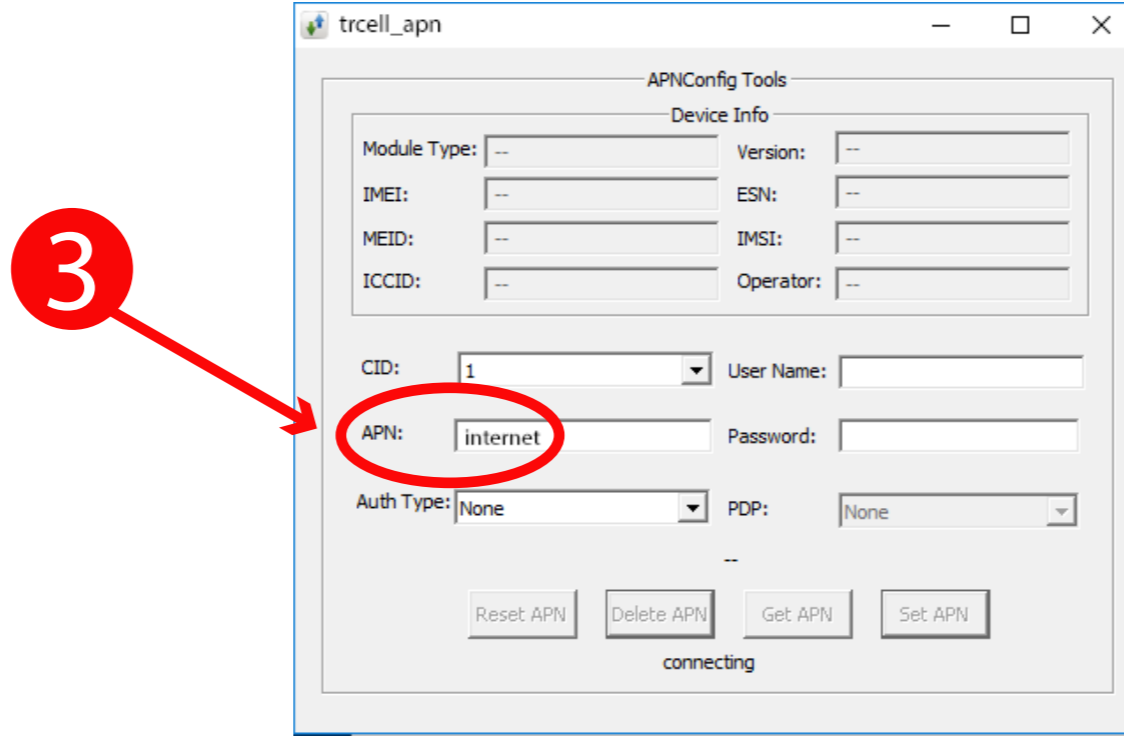 trcell_apn
APNConfig Tools
Device Info
Module Type: -- Version: --
IMEI: -- ESN: --
MEID: -- IMSI: --
ICCID: -- Operator: --
3
CID: 1 User Name:
APN: internet Password:
Auth Type: None PDP: None
--
Reset APN Delete APN Get APN Set APN
connecting